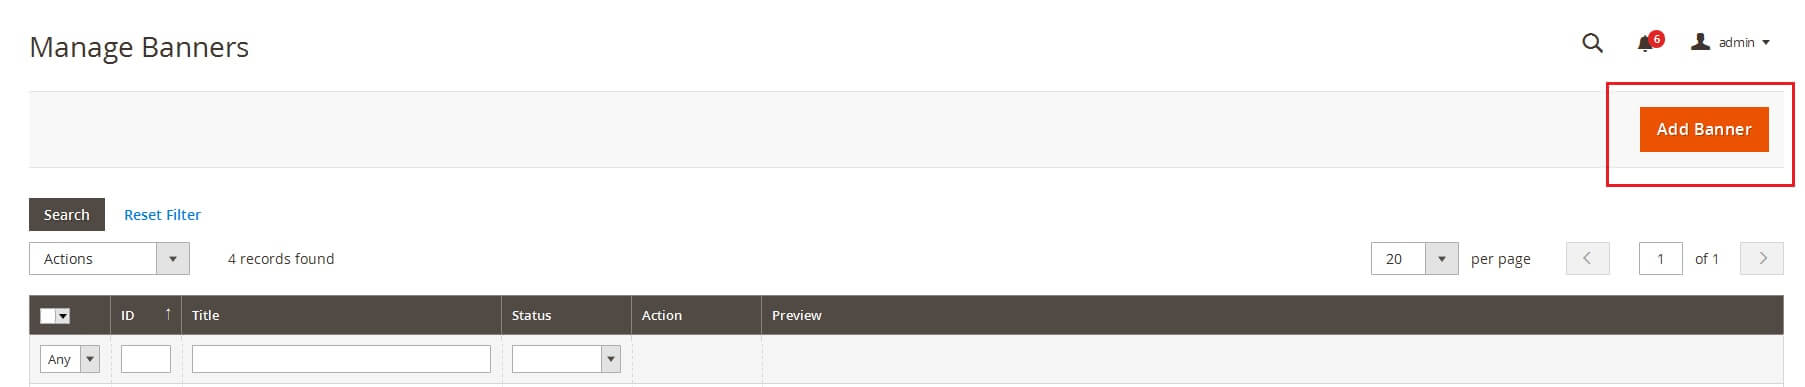 Manage Banners
6
admin
Add Banner
Search Reset Filter
Actions 4 records found 20 per page 1 of 1
ID ↑ Title Status Action Preview
Any